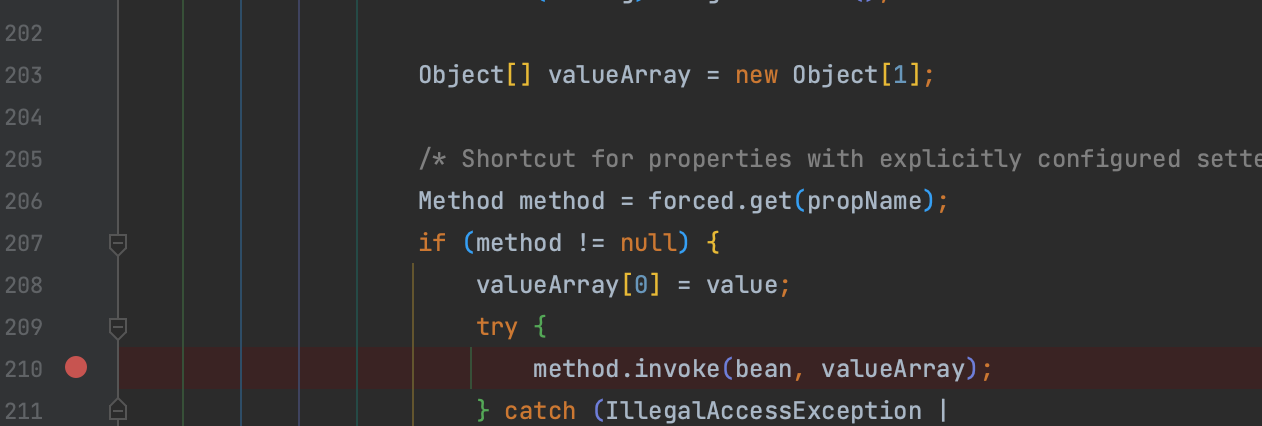 202
203 Object[] valueArray = new Object[1];
204
205 /* Shortcut for properties with explicitly configured
206 Method method = forced.get(propName);
207 if (method != null) {
208 valueArray[0] = value;
209 try {
210 method.invoke(bean, valueArray);
211 } catch (IllegalAccessException |